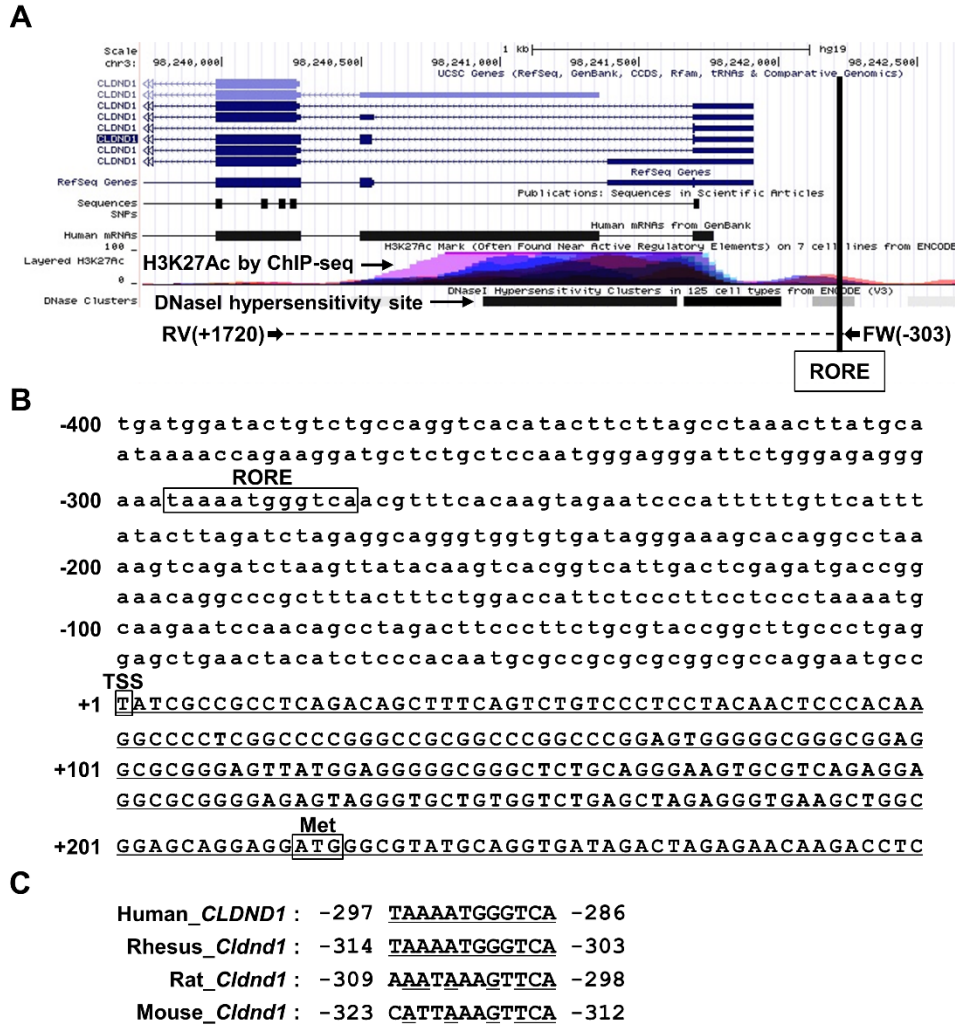 A
Scale
1 kb
hg19
chr3:
98,240,000
98,240,500
98,241,000
98,241,500
98,242,000
98,242,500
UCSC Genes (RefSeq, GenBank, CCDS, Rfam, tRNAs & Comparative Genomics)
CLDND1
CLDND1
CLDND1
CLDND1
CLDND1
CLDND1
CLDND1
CLDND1
RefSeq Genes
RefSeq Genes
Publications: Sequences in Scientific Articles
Sequences
SNPs
Human mRNAs from GenBank
Human mRNAs
H3K27Ac Mark (Often Found Near Active Regulatory Elements) on 7 cell lines from ENCODE
100 _
Layered H3K27Ac
H3K27Ac by ChIP-seq
0 _
DNaseI Hypersensitivity Clusters in 125 cell types from ENCODE (V3)
DNase Clusters
DNaseI hypersensitivity site
RV(+1720)
FW(-303)
RORE
B
-400 tgatggatactgtctgccaggtcacatacttcttagcctaaacttatgca
ataaaaccagaaggatgctctgctccaatgggagggattctgggagaggg
RORE
-300 aaataaaatgggtcaacgtttcacaagtagaatcccatttttgttcattt
atacttagatctagaggcagggtggtgtgatagggaaagcacaggcctaa
-200 aagtcagatctaagttatacaagtcacggtcattgactcgagatgaccgg
aaacaggcccgctttactttctggaccattctcccttcctccctaaaatg
-100 caagaatccaacagcctagacttcccttctgcgtaccggcttgccctgag
gagctgaactacatctcccacaatgcgccgcgcgcggcgccaggaatgcc
TSS
+1 TATCGCCGCCTCAGACAGCTTTCAGTCTGTCCCTCCTACAACTCCCACAA
GGCCCCTCGGCCCCGGCCGCGGCCCGGCCCGGAGTGGGGGCGGGCGGAG
+101 GCGCGGGAGTTATGGAGGGGGCGGGCTCTGCAGGGAAGTGCGTCAGAGGA
GGCGCGGGGAGAGTAGGGTGCTGTGGTCTGAGCTAGAGGGTGAAGCTGGC
Met
+201 GGAGCAGGAGGATGGGCGTATGCAGGTGATAGACTAGAGAACAAGACCTC
C
Human_CLDND1 : -297 TAAAATGGGTCA -286
Rhesus_Cldnd1 : -314 TAAAATGGGTCA -303
Rat_Cldnd1 : -309 AAATAAAGTTCA -298
Mouse_Cldnd1 : -323 CATTAAAGTTCA -312